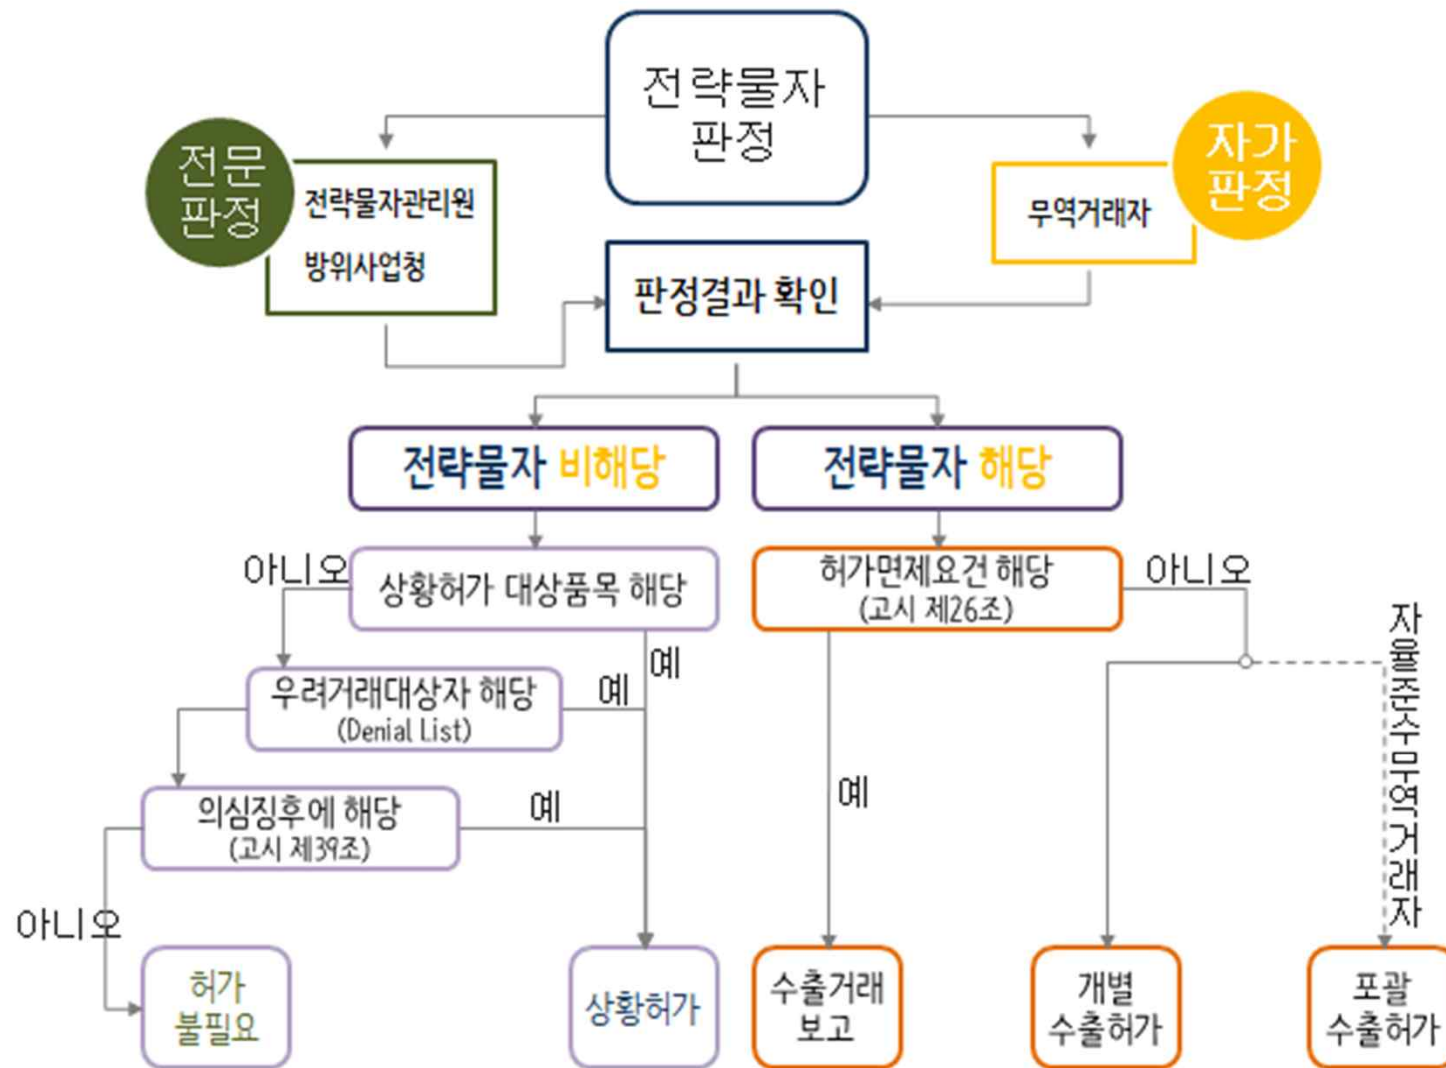 전략물자
판정
전문
판정
전략물자관리원
방위사업청
자가
판정
무역거래자
판정결과 확인
전략물자 비해당
전략물자 해당
아니오
상황허가 대상품목 해당
허가면제요건 해당
(고시 제26조)
아니오
예
우려거래대상자 해당
(Denial List)
예
자율준수무역거래자
의심징후에 해당
(고시 제39조)
예
예
아니오
허가
불필요
상황허가
수출거래
보고
개별
수출허가
포괄
수출허가